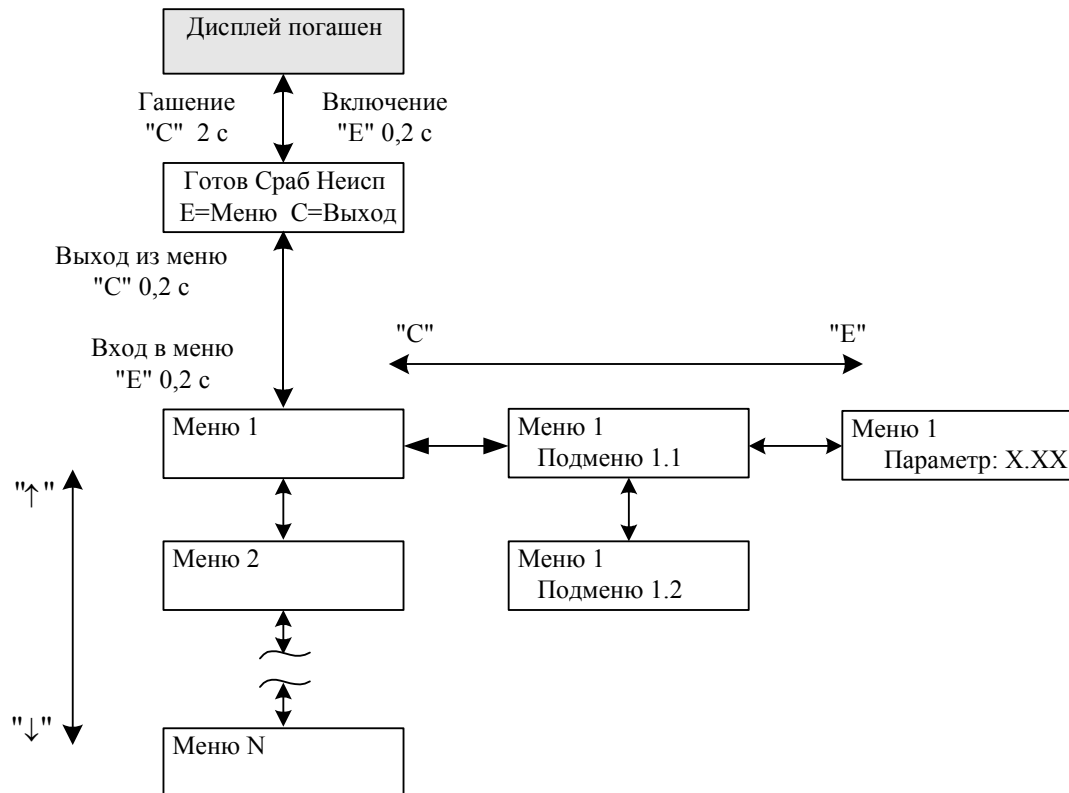 Дисплей погашен
Гашение
"C" 2 с
Включение
"E" 0,2 с
Готов Сраб Неисп
E=Меню C=Выход
Выход из меню
"C" 0,2 с
Вход в меню
"E" 0,2 с
"C"
"E"
Меню 1
Меню 1
Подменю 1.1
Меню 1
Параметр: X.XX
"↑"
Меню 2
Меню 1
Подменю 1.2
"↓"
Меню N